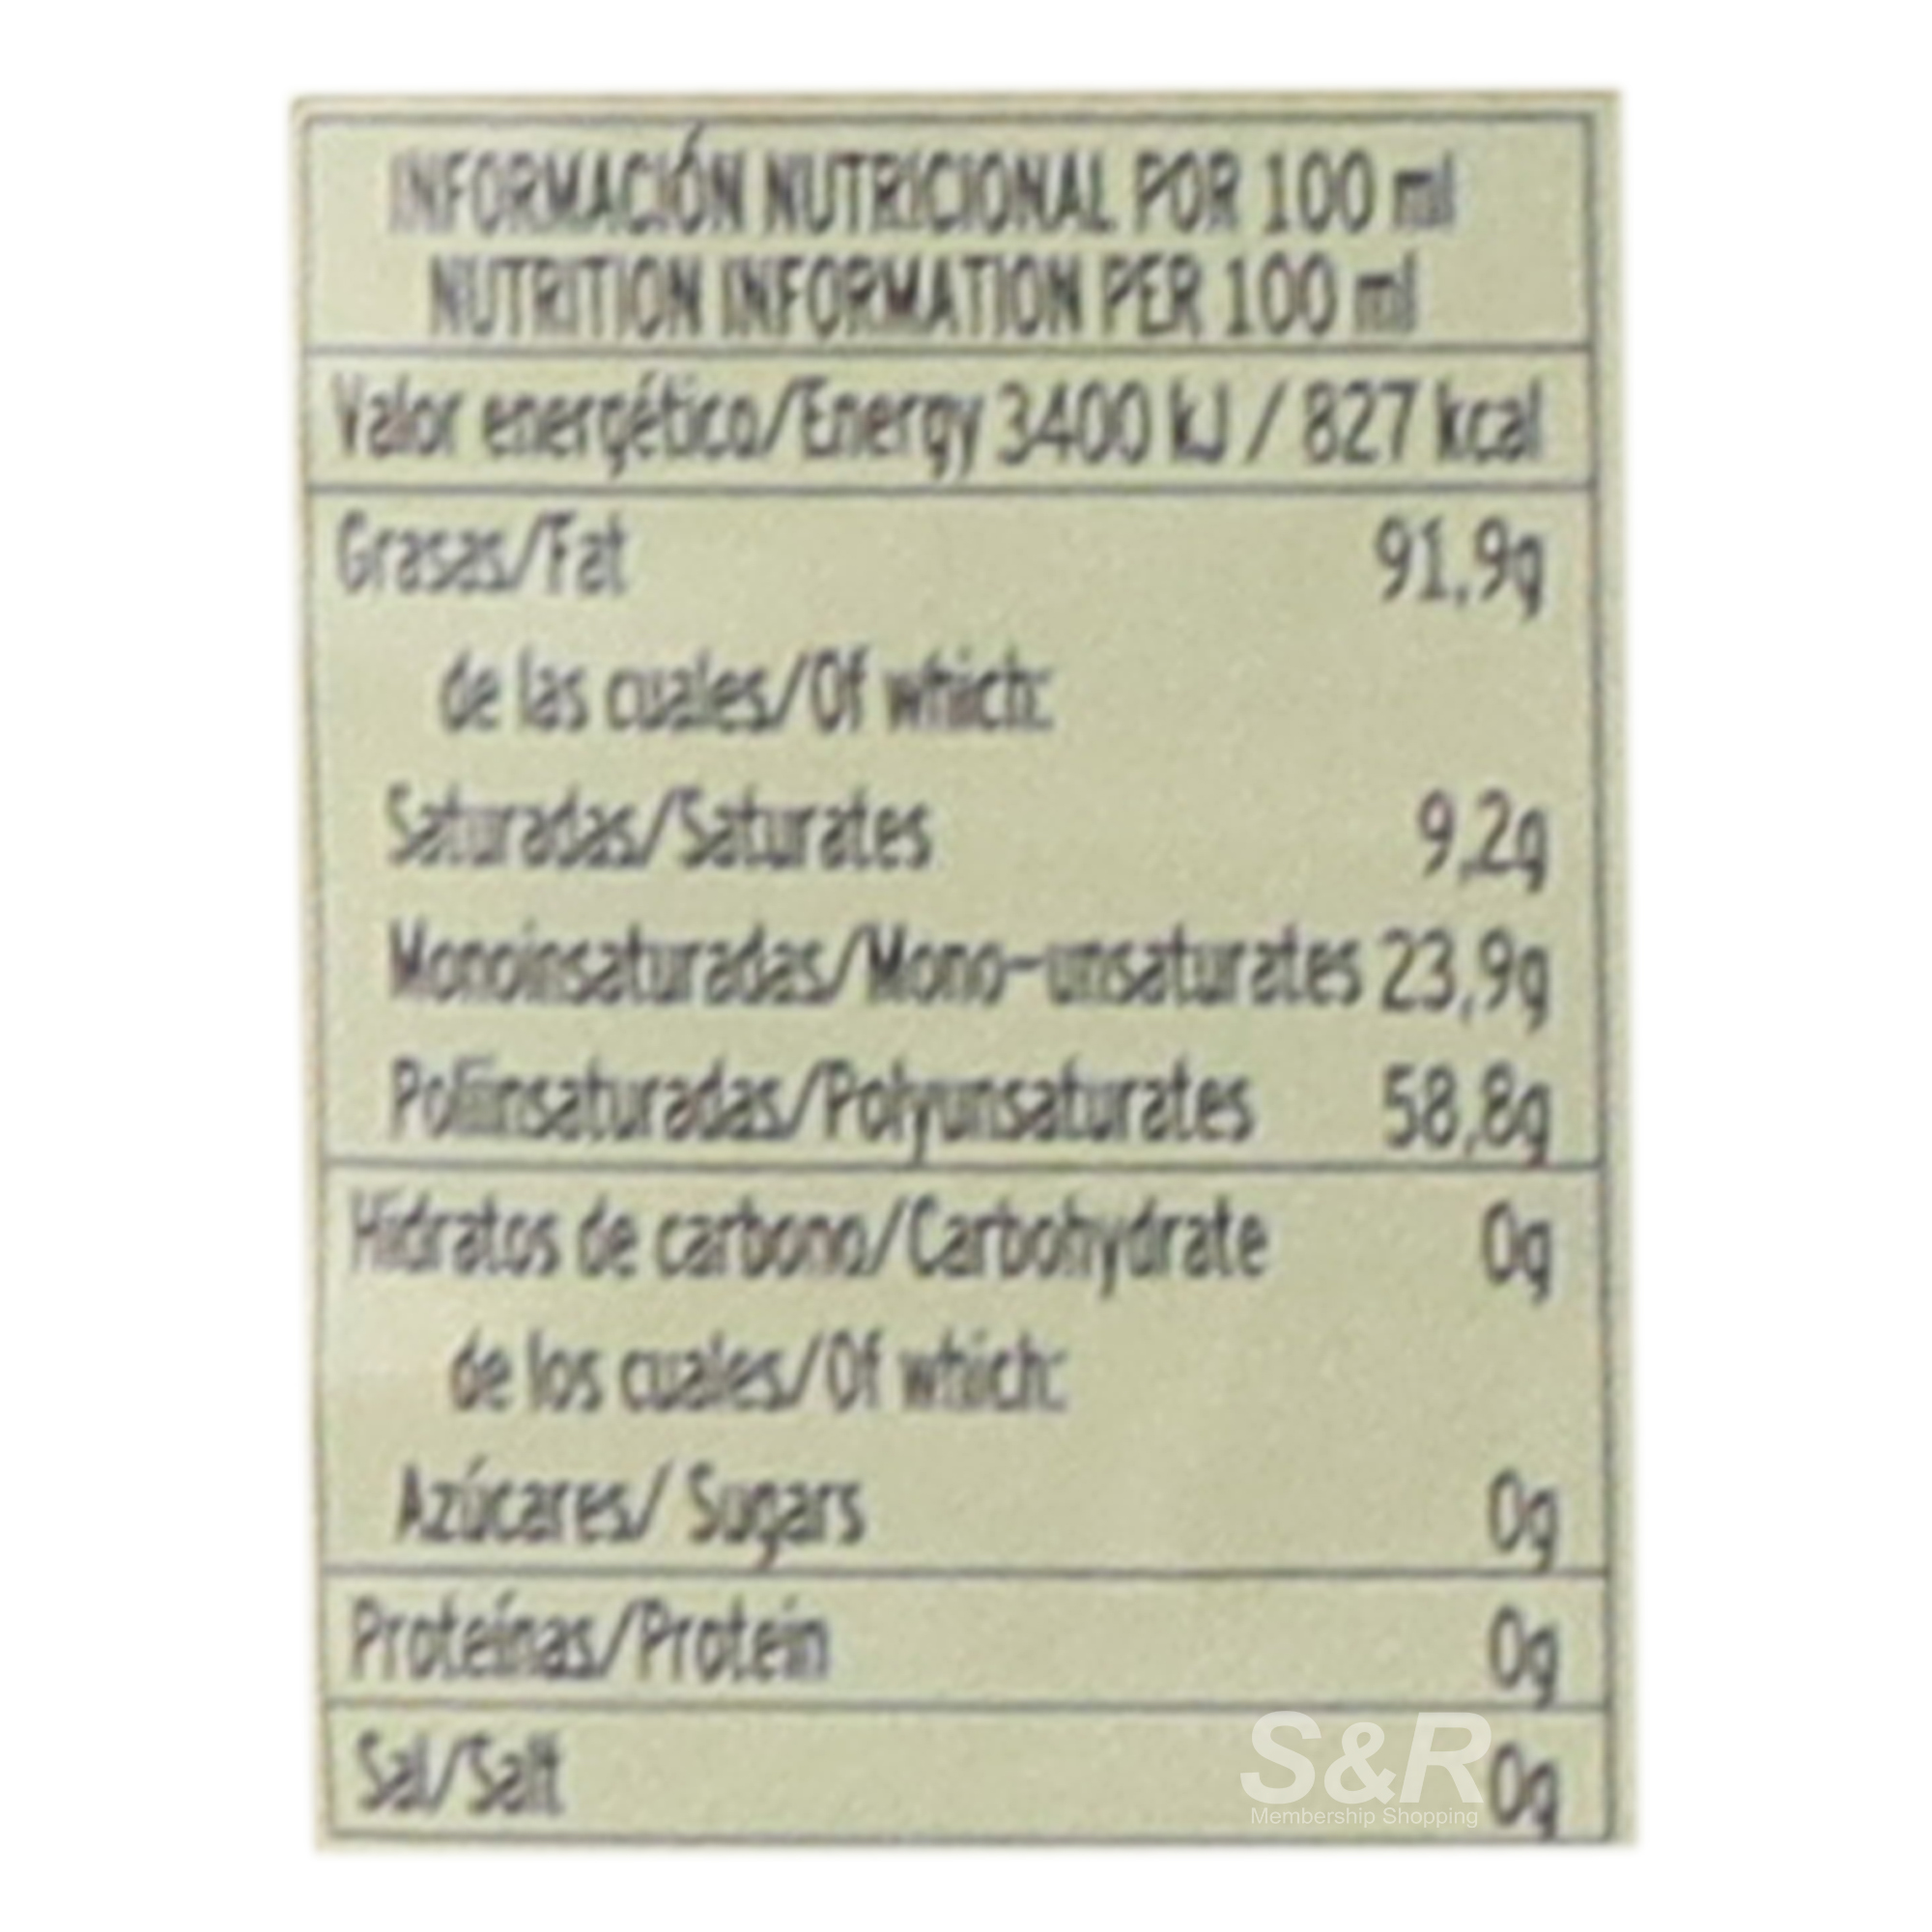 INFORMACIÓN NUTRICIONAL POR 100 ml
NUTRITION INFORMATION PER 100 ml
Valor energético/Energy 3400 kJ / 827 kcal
Grasas/Fat 91,9g
de las cuales/Of which:
Saturadas/Saturates 9,2g
Monoinsaturadas/Mono-unsaturates 23,9g
Poliinsaturadas/Polyunsaturates 58,8g
Hidratos de carbono/Carbohydrate 0g
de los cuales/Of which:
Azúcares/ Sugars 0g
Proteínas/Protein 0g
Sal/Salt 0g
S&R
Membership Shopping